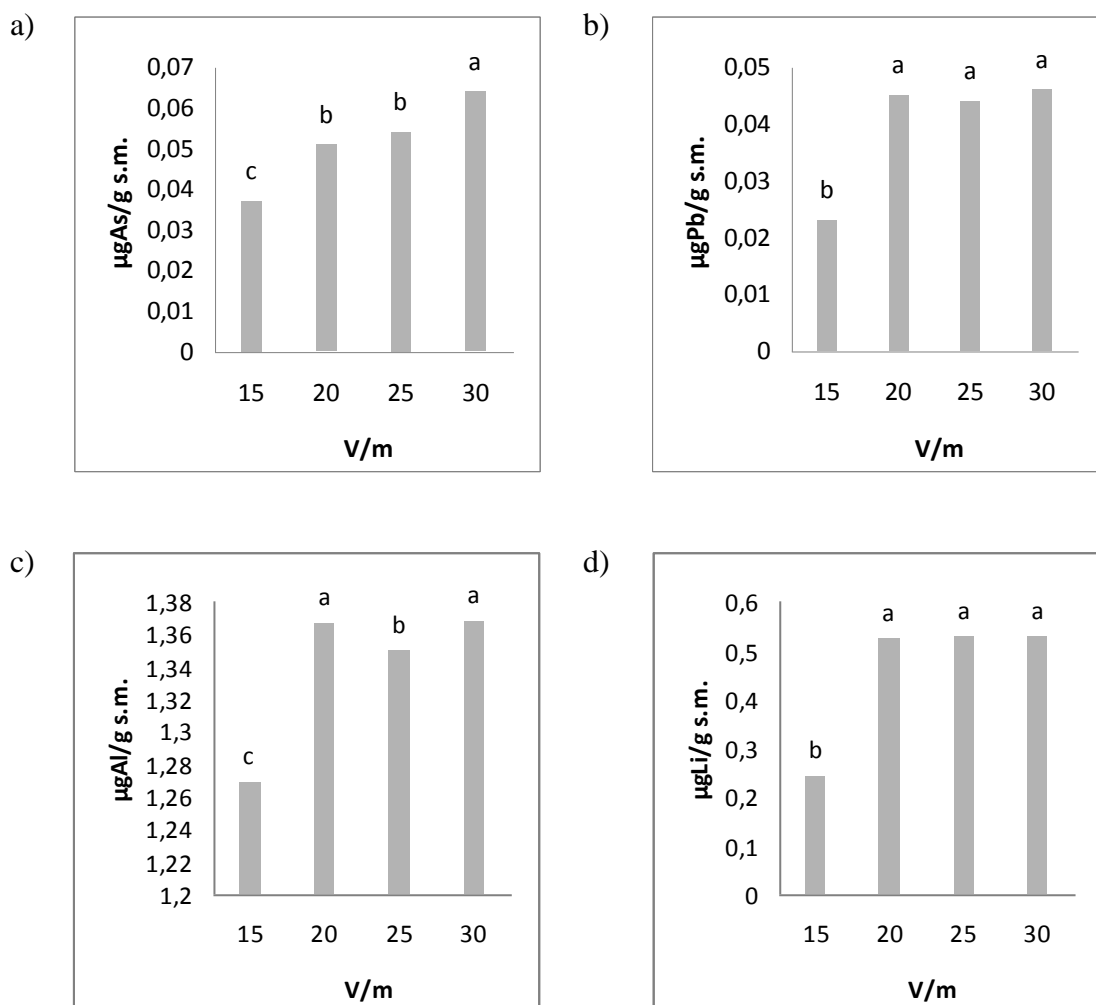 a)
0,07
0,06
0,05
0,04
0,03
0,02
0,01
0
µgAs/g s.m.
c
b
b
a
15 20 25 30
V/m
b)
0,05
0,04
0,03
0,02
0,01
0
µgPb/g s.m.
b
a
a
a
15 20 25 30
V/m
c)
1,38
1,36
1,34
1,32
1,3
1,28
1,26
1,24
1,22
1,2
µgAl/g s.m.
c
a
b
a
15 20 25 30
V/m
d)
0,6
0,5
0,4
0,3
0,2
0,1
0
µgLi/g s.m.
b
a
a
a
15 20 25 30
V/m